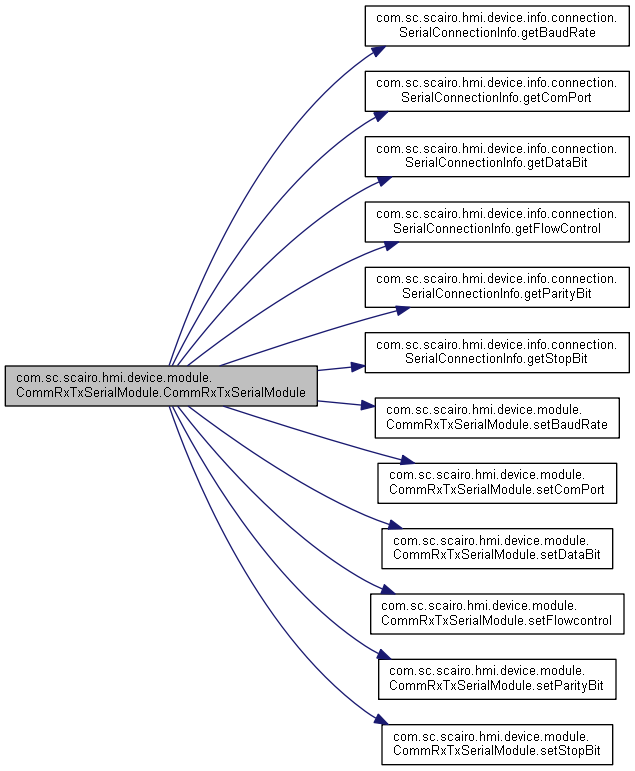 com.sc.scairo.hmi.device.info.connection.
SerialConnectionInfo.getBaudRate
com.sc.scairo.hmi.device.info.connection.
SerialConnectionInfo.getComPort
com.sc.scairo.hmi.device.info.connection.
SerialConnectionInfo.getDataBit
com.sc.scairo.hmi.device.info.connection.
SerialConnectionInfo.getFlowControl
com.sc.scairo.hmi.device.info.connection.
SerialConnectionInfo.getParityBit
com.sc.scairo.hmi.device.info.connection.
SerialConnectionInfo.getStopBit
com.sc.scairo.hmi.device.module.
CommRxTxSerialModule.CommRxTxSerialModule
com.sc.scairo.hmi.device.module.
CommRxTxSerialModule.setBaudRate
com.sc.scairo.hmi.device.module.
CommRxTxSerialModule.setComPort
com.sc.scairo.hmi.device.module.
CommRxTxSerialModule.setDataBit
com.sc.scairo.hmi.device.module.
CommRxTxSerialModule.setFlowcontrol
com.sc.scairo.hmi.device.module.
CommRxTxSerialModule.setParityBit
com.sc.scairo.hmi.device.module.
CommRxTxSerialModule.setStopBit